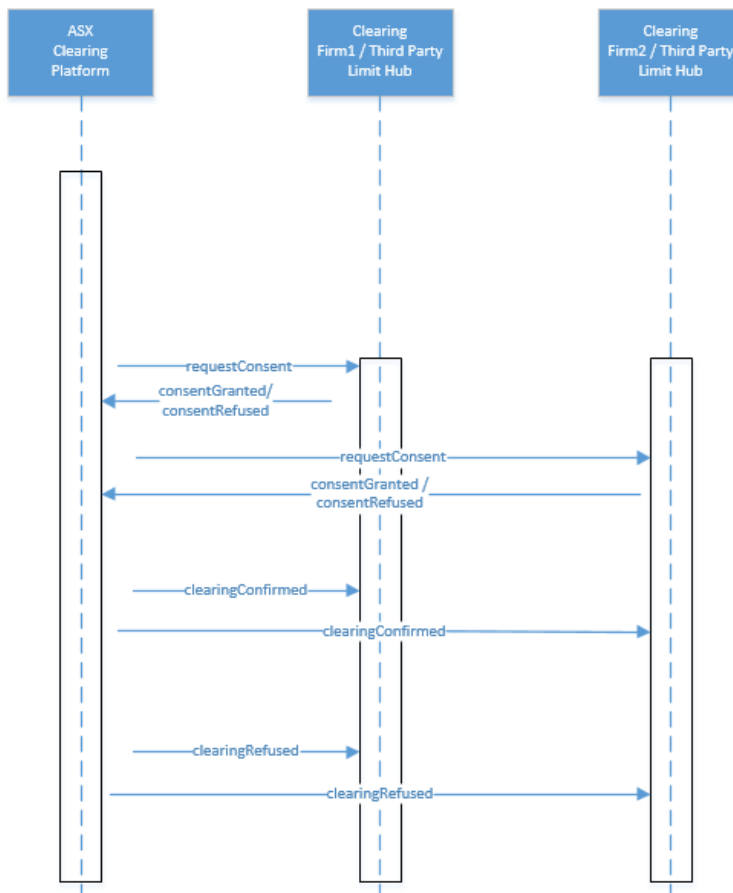 ASX
Clearing
Platform
Clearing
Firm1 / Third Party
Limit Hub
Clearing
Firm2 / Third Party
Limit Hub
requestConsent
consentGranted/
consentRefused
requestConsent
consentGranted /
consentRefused
clearingConfirmed
clearingConfirmed
clearingRefused
clearingRefused